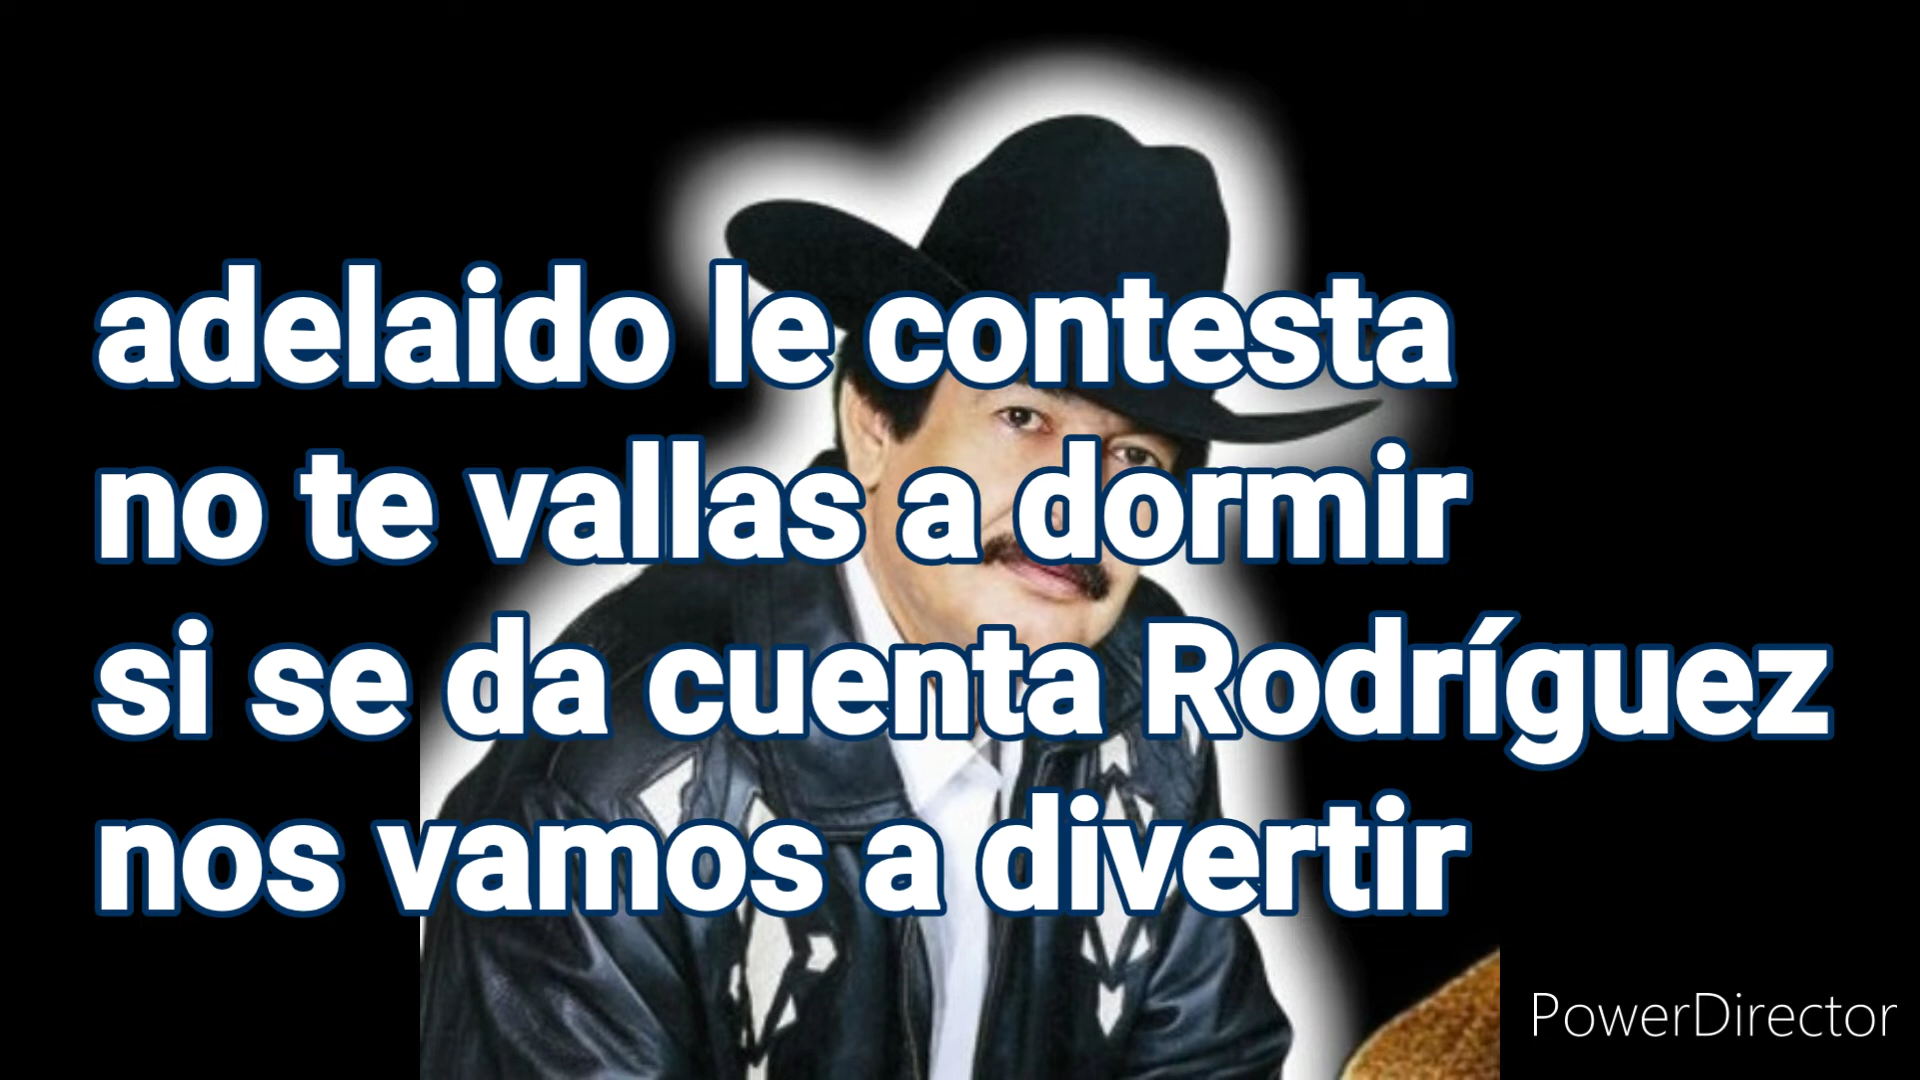 adelaido le contesta
no te vallas a dormir
si se da cuenta Rodríguez
nos vamos a divertir
PowerDirector